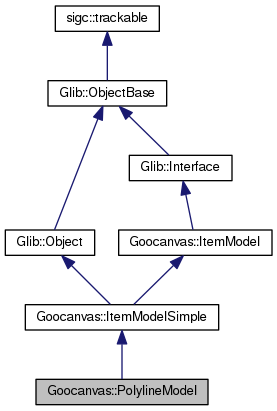 sigc::trackable
Glib::ObjectBase
Glib::Interface
Glib::Object
Goocanvas::ItemModel
Goocanvas::ItemModelSimple
Goocanvas::PolylineModel